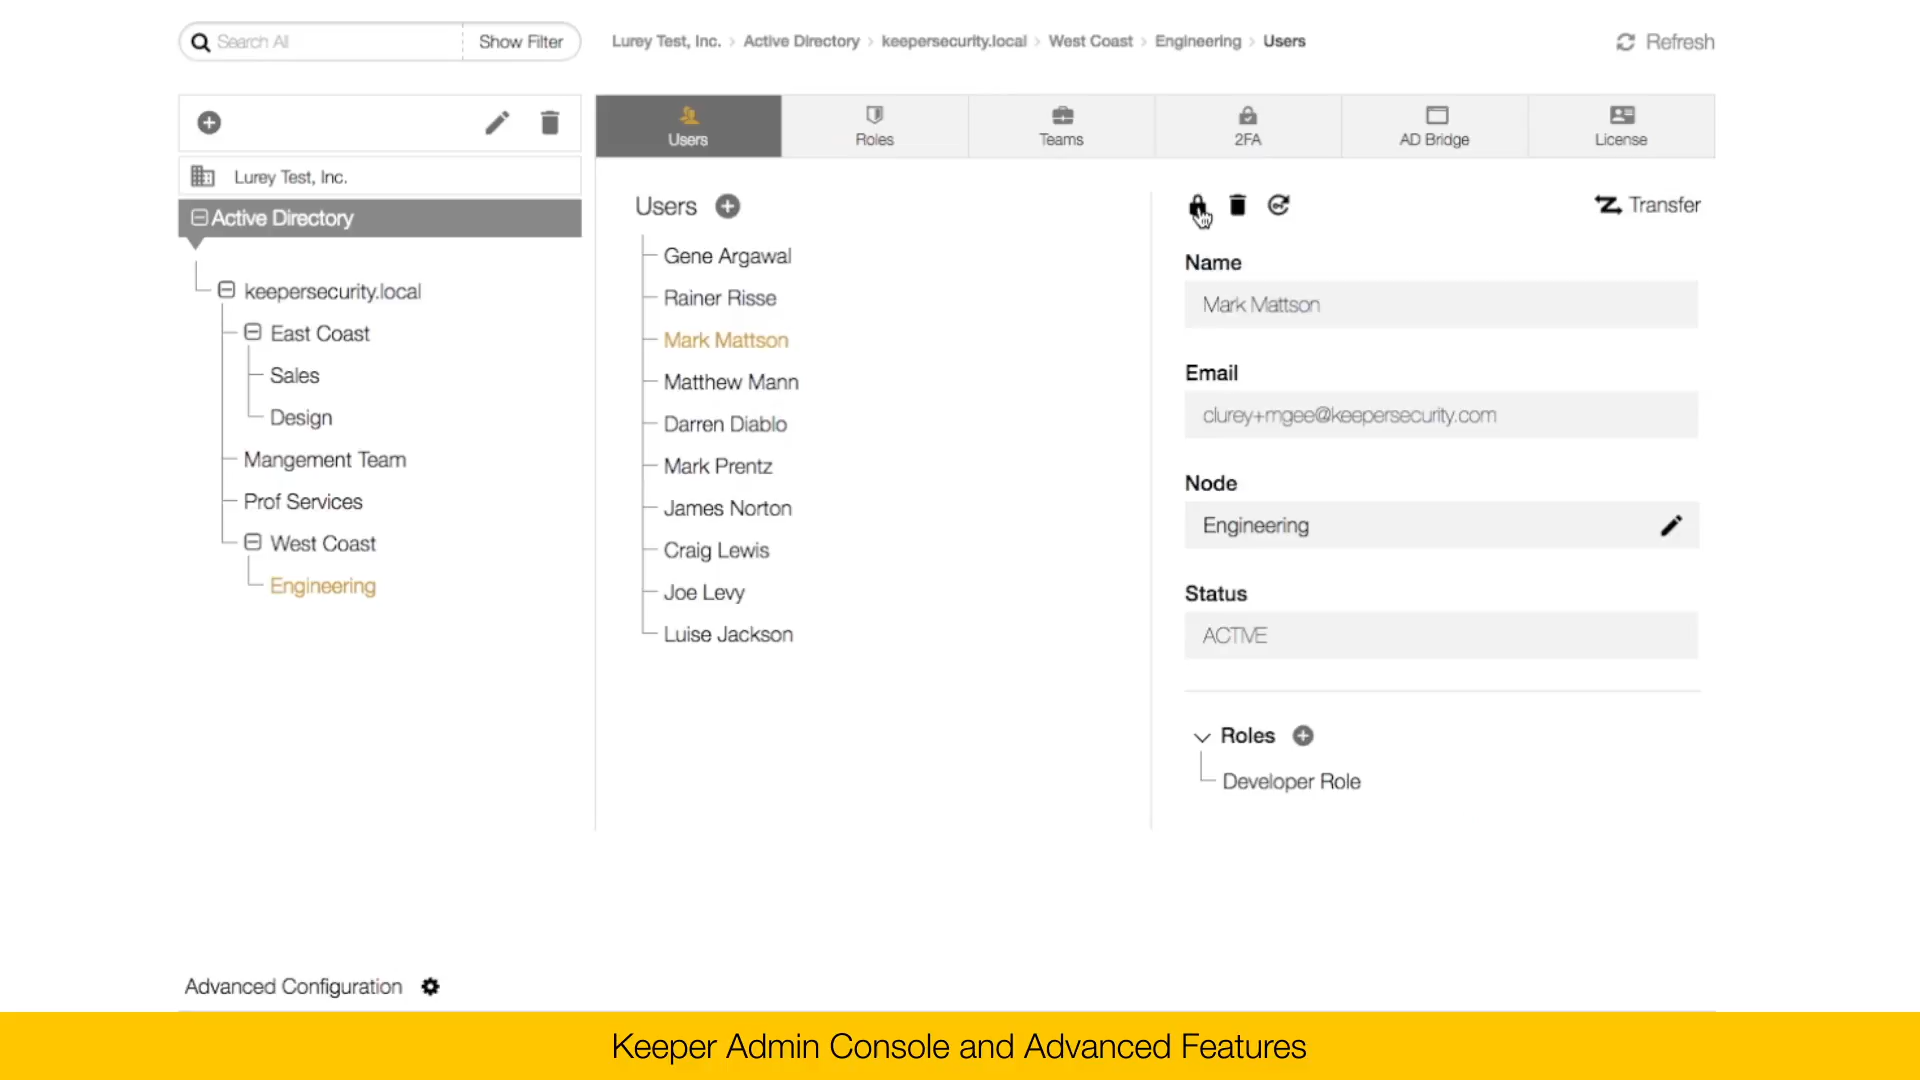 Search All
Show Filter
Lurey Test, Inc. › Active Directory › keepersecurity.local › West Coast › Engineering › Users
Refresh
Lurey Test, Inc.
Active Directory
keepersecurity.local
East Coast
Sales
Design
Mangement Team
Prof Services
West Coast
Engineering
Users
Roles
Teams
2FA
AD Bridge
License
Users
Gene Argawal
Rainer Risse
Mark Mattson
Matthew Mann
Darren Diablo
Mark Prentz
James Norton
Craig Lewis
Joe Levy
Luise Jackson
Transfer
Name
Mark Mattson
Email
clurey+mgee@keepersecurity.com
Node
Engineering
Status
ACTIVE
Roles
Developer Role
Advanced Configuration
Keeper Admin Console and Advanced Features